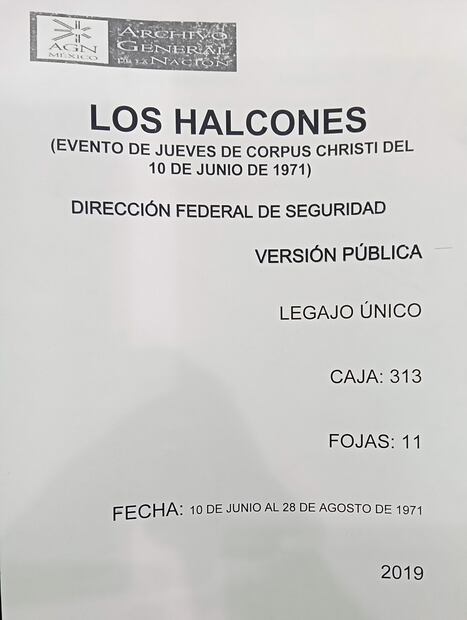 AGN
MÉXICO
ARCHIVO
GENERAL
DE LA NACIÓN
LOS HALCONES
(EVENTO DE JUEVES DE CORPUS CHRISTI DEL
10 DE JUNIO DE 1971)
DIRECCIÓN FEDERAL DE SEGURIDAD
VERSIÓN PÚBLICA
LEGAJO ÚNICO
CAJA: 313
FOJAS: 11
FECHA: 10 DE JUNIO AL 28 DE AGOSTO DE 1971
2019